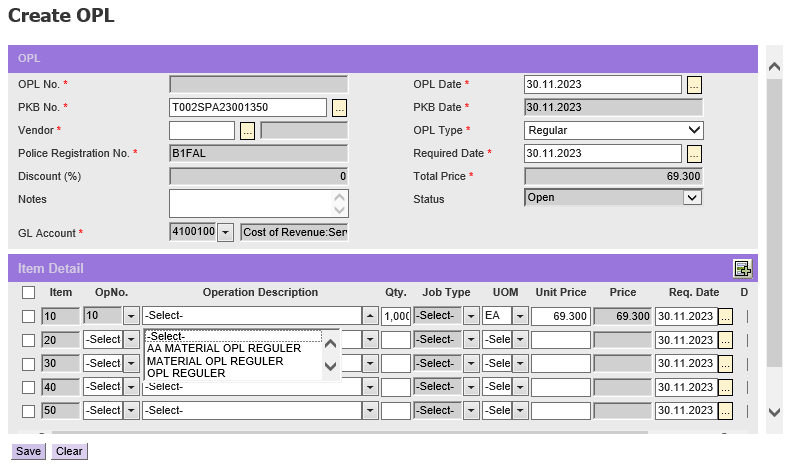 Create OPL
OPL
OPL No. * OPL Date * 30.11.2023 ...
PKB No. * T002SPA23001350 ... PKB Date * 30.11.2023
Vendor * ... OPL Type * Regular
Police Registration No. * B1FAL Required Date * 30.11.2023 ...
Discount (%) 0 Total Price * 69.300
Notes Status Open
GL Account * 4100100 Cost of Revenue:Ser
Item Detail
Item OpNo. Operation Description Qty. Job Type UOM Unit Price Price Req. Date D
10 10 -Select- 1,000 -Select- EA 69.300 69.300 30.11.2023 ...
20 -Select -Select- -Select- -Sele 30.11.2023 ...
AA MATERIAL OPL REGULER
30 -Select MATERIAL OPL REGULER -Select- -Sele 30.11.2023 ...
OPL REGULER
40 -Select -Select- -Select- -Sele 30.11.2023 ...
50 -Select -Select- -Select- -Sele 30.11.2023 ...
Save Clear